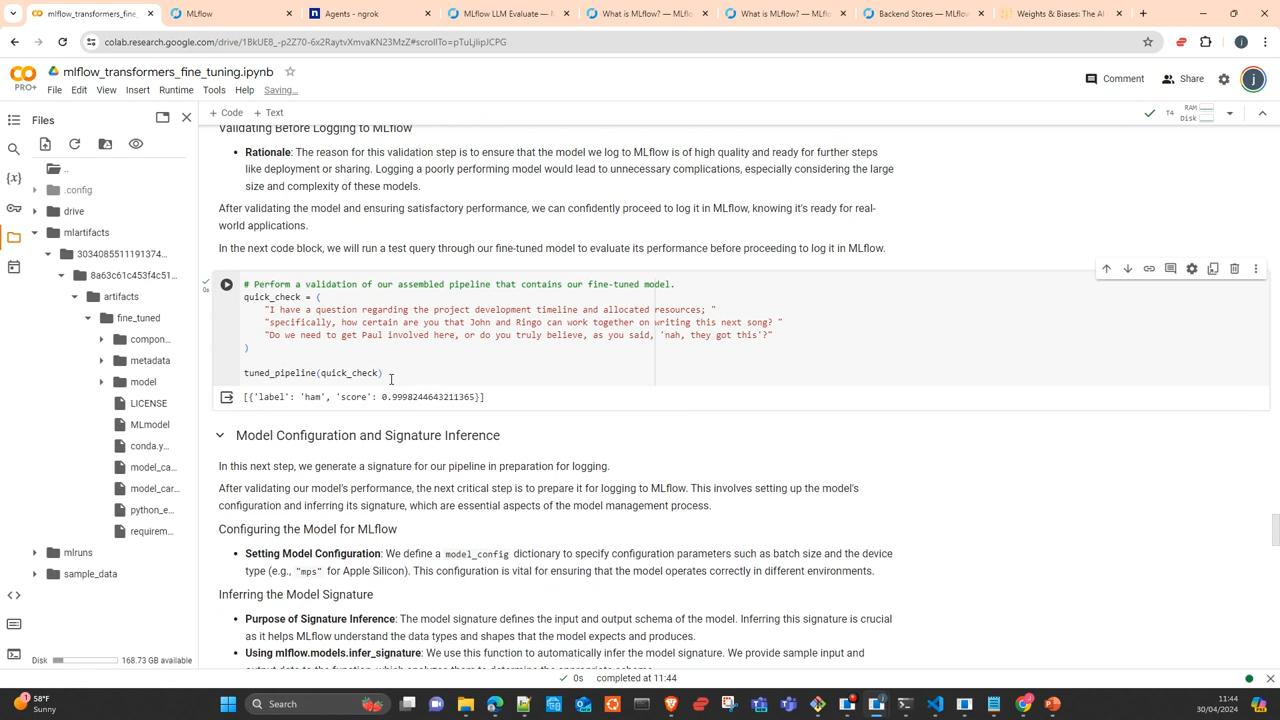 mlflow_transformers_fine_tuning
MLflow
Agents - ngrok
MLflow LLM Evaluate —
What is MLflow? —
What is MLflow? —
Backend Stores — MLflow
Weights & Biases: The AI
colab.research.google.com/drive/1BkUE8_-p2Z70-6x2RaytvXmvaKN23MzZ#scrollTo=pTuLjlipJCPG
mlflow_transformers_fine_tuning.ipynb
PRO+
File Edit View Insert Runtime Tools Help Saving...
Comment
Share
Files
+ Code + Text
T4
RAM
Disk
..
.config
drive
mlartifacts
3034085511191374...
8a63c61c453f4c51...
artifacts
fine_tuned
compon...
metadata
model
LICENSE
MLmodel
conda.y...
model_ca...
model_car...
python_e...
requirem...
mlruns
sample_data
Disk
168.73 GB available
Validating Before Logging to MLflow
• Rationale: The reason for this validation step is to ensure that the model we log to MLflow is of high quality and ready for further steps
like deployment or sharing. Logging a poorly performing model would lead to unnecessary complications, especially considering the large
size and complexity of these models.
After validating the model and ensuring satisfactory performance, we can confidently proceed to log it in MLflow, knowing it's ready for real-
world applications.
In the next code block, we will run a test query through our fine-tuned model to evaluate its performance before proceeding to log it in MLflow.
0s
# Perform a validation of our assembled pipeline that contains our fine-tuned model.
quick_check = (
"I have a question regarding the project development timeline and allocated resources; "
"specifically, how certain are you that John and Ringo can work together on writing this next song? "
"Do we need to get Paul involved here, or do you truly believe, as you said, 'nah, they got this'?"
)
tuned_pipeline(quick_check)
[{'label': 'ham', 'score': 0.9998244643211365}]
Model Configuration and Signature Inference
In this next step, we generate a signature for our pipeline in preparation for logging.
After validating our model's performance, the next critical step is to prepare it for logging to MLflow. This involves setting up the model's
configuration and inferring its signature, which are essential aspects of the model management process.
Configuring the Model for MLflow
• Setting Model Configuration: We define a model_config dictionary to specify configuration parameters such as batch size and the device
type (e.g., "mps" for Apple Silicon). This configuration is vital for ensuring that the model operates correctly in different environments.
Inferring the Model Signature
• Purpose of Signature Inference: The model signature defines the input and output schema of the model. Inferring this signature is crucial
as it helps MLflow understand the data types and shapes that the model expects and produces.
• Using mlflow.models.infer_signature: We use this function to automatically infer the model signature. We provide sample input and
0s completed at 11:44
58°F
Sunny
Search
11:44
30/04/2024